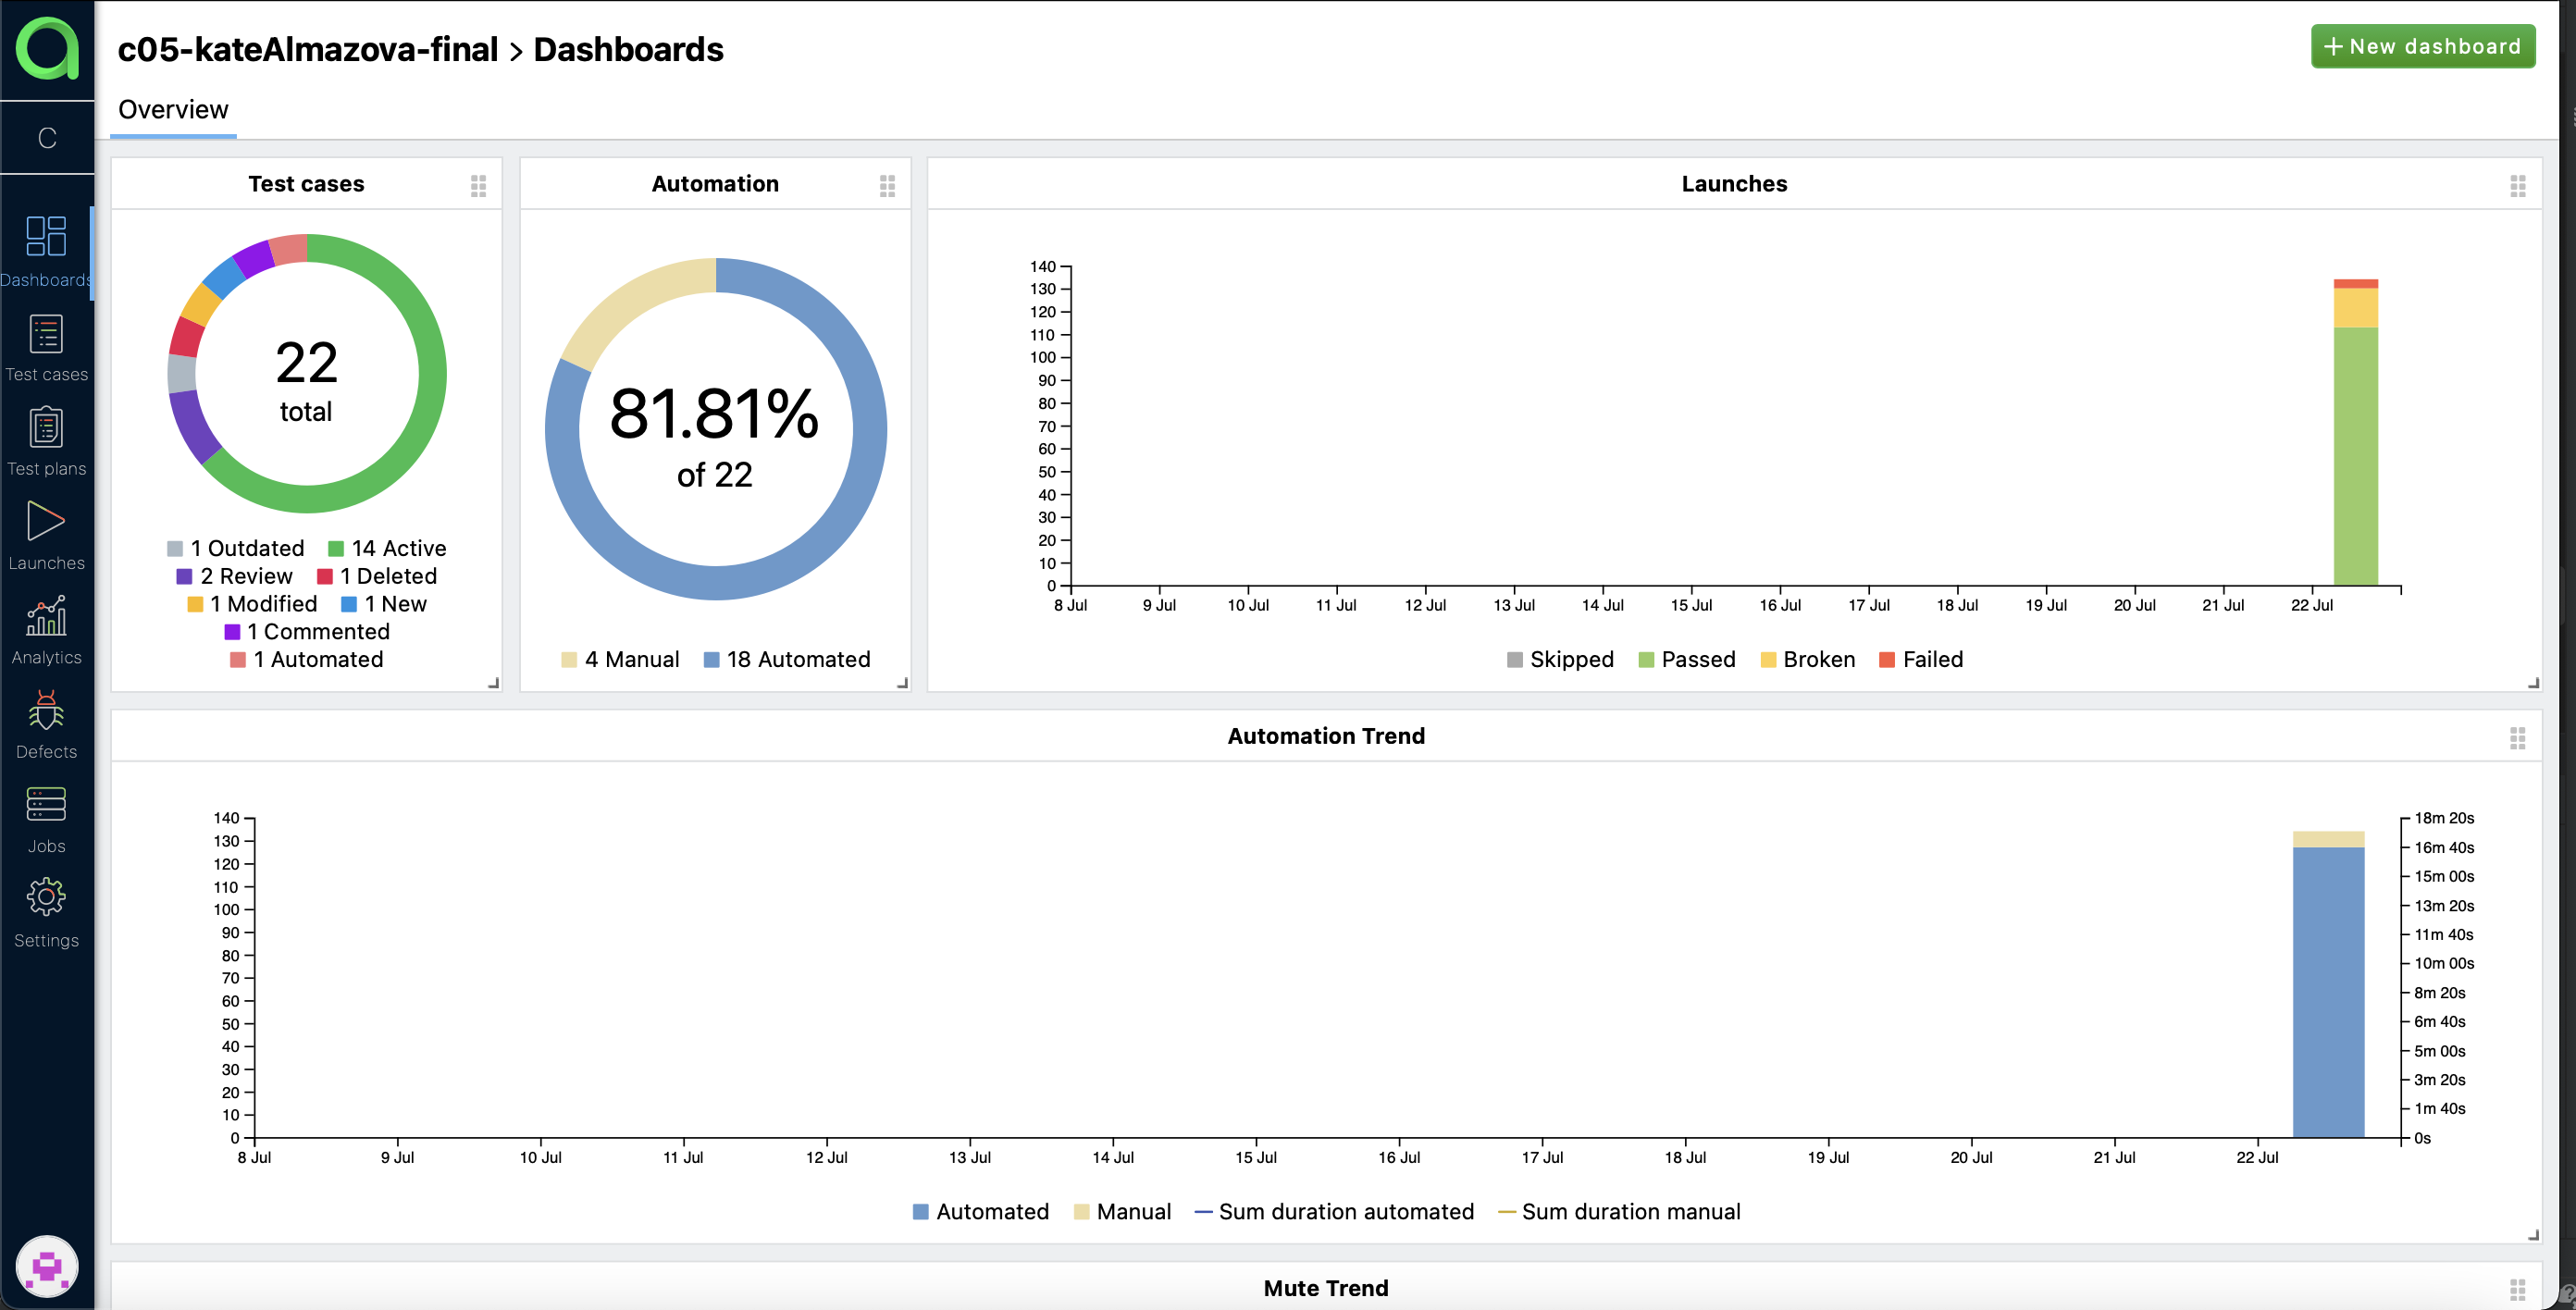 c05-kateAlmazova-final > Dashboards
+ New dashboard
Overview
C
Dashboards
Test cases
Test plans
Launches
Analytics
Defects
Jobs
Settings
Test cases
22
total
1 Outdated 14 Active
2 Review 1 Deleted
1 Modified 1 New
1 Commented
1 Automated
Automation
81.81%
of 22
4 Manual 18 Automated
Launches
140
130
120
110
100
90
80
70
60
50
40
30
20
10
0
8 Jul 9 Jul 10 Jul 11 Jul 12 Jul 13 Jul 14 Jul 15 Jul 16 Jul 17 Jul 18 Jul 19 Jul 20 Jul 21 Jul 22 Jul
Skipped Passed Broken Failed
Automation Trend
140
130
120
110
100
90
80
70
60
50
40
30
20
10
0
18m 20s
16m 40s
15m 00s
13m 20s
11m 40s
10m 00s
8m 20s
6m 40s
5m 00s
3m 20s
1m 40s
0s
8 Jul 9 Jul 10 Jul 11 Jul 12 Jul 13 Jul 14 Jul 15 Jul 16 Jul 17 Jul 18 Jul 19 Jul 20 Jul 21 Jul 22 Jul
Automated Manual Sum duration automated Sum duration manual
Mute Trend